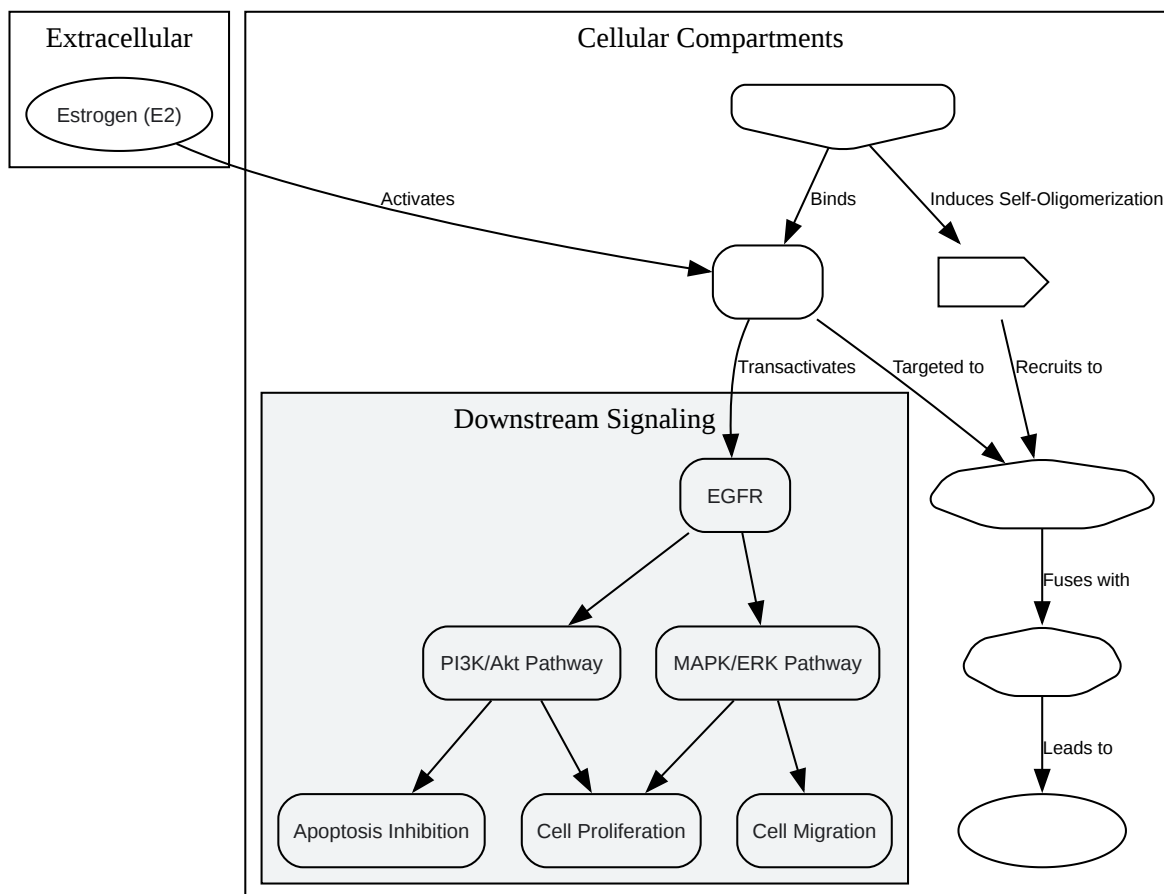 Extracellular
Cellular Compartments
Estrogen (E2)
Activates
Binds
Induces Self-Oligomerization
Transactivates
Targeted to
Recruits to
Downstream Signaling
EGFR
Fuses with
PI3K/Akt Pathway
MAPK/ERK Pathway
Leads to
Apoptosis Inhibition
Cell Proliferation
Cell Migration